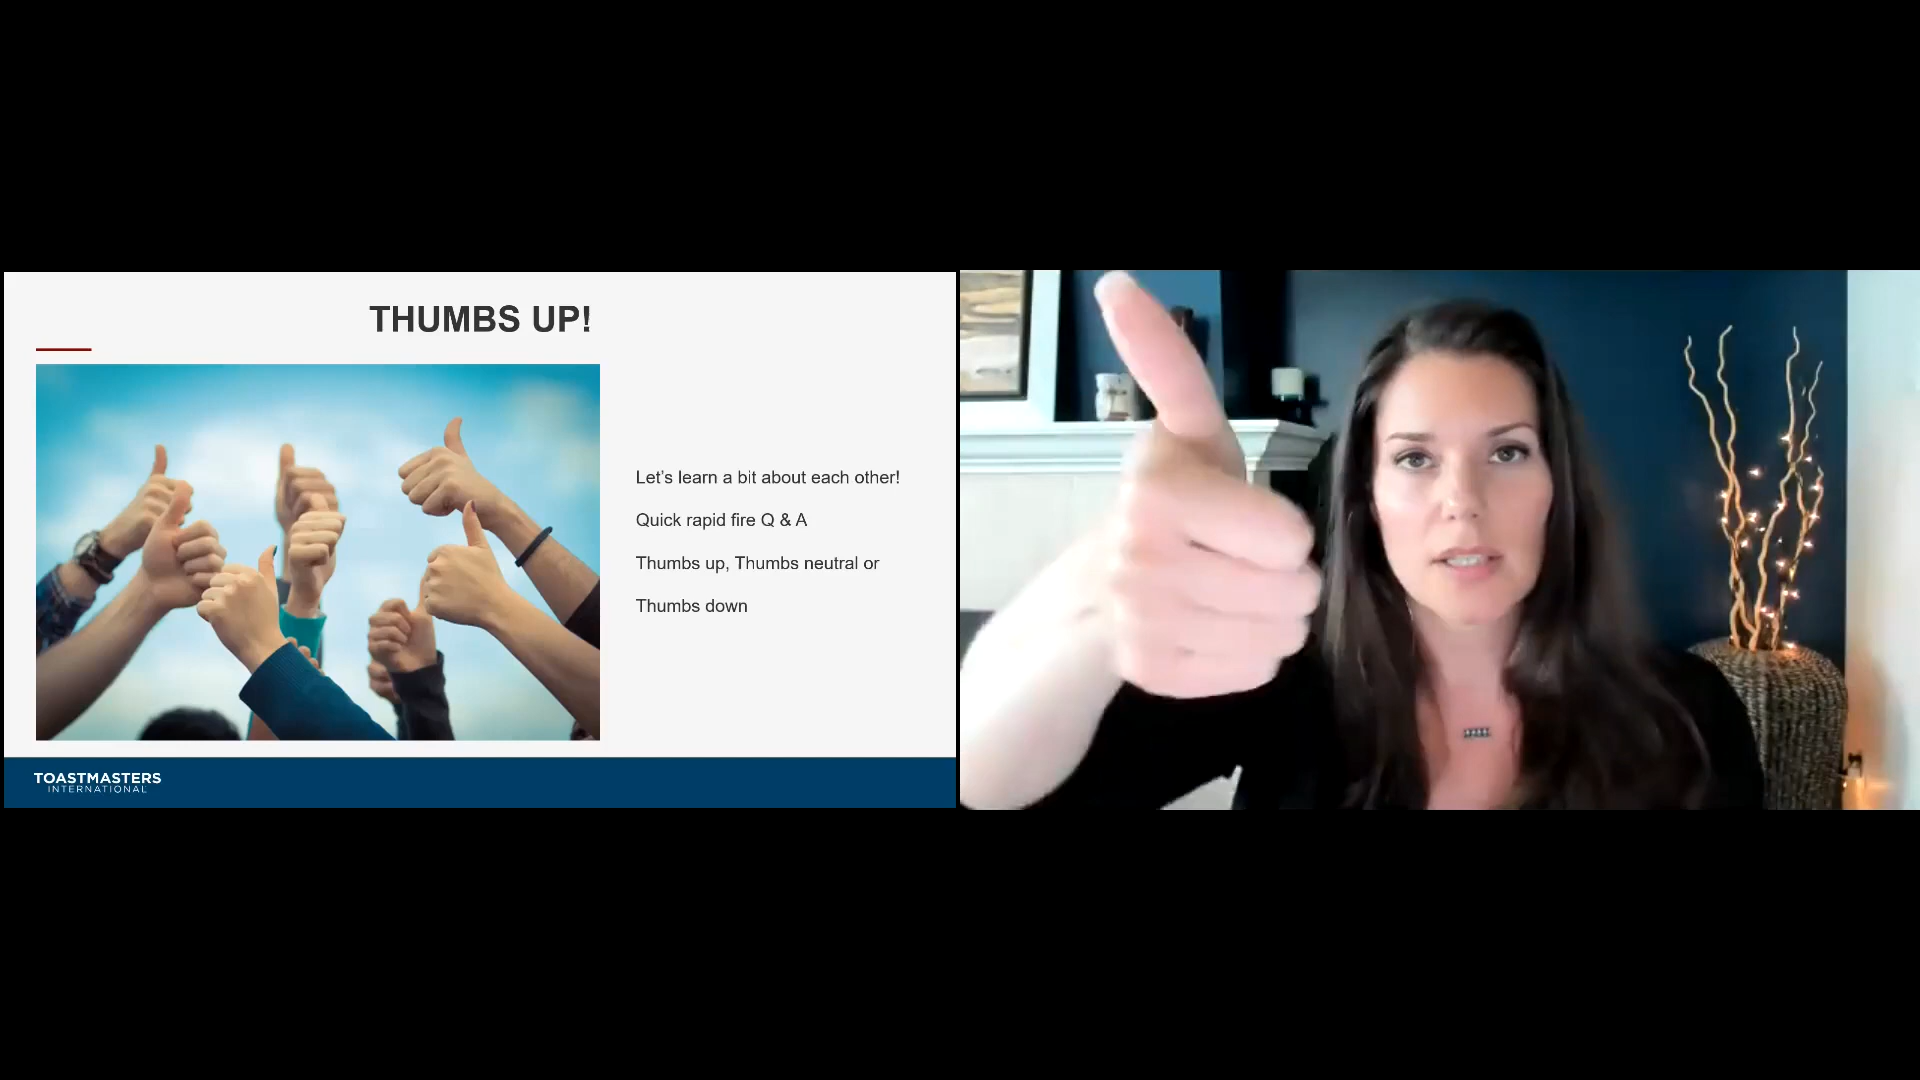 THUMBS UP!
Let's learn a bit about each other!
Quick rapid fire Q & A
Thumbs up, Thumbs neutral or
Thumbs down
TOASTMASTERS
INTERNATIONAL